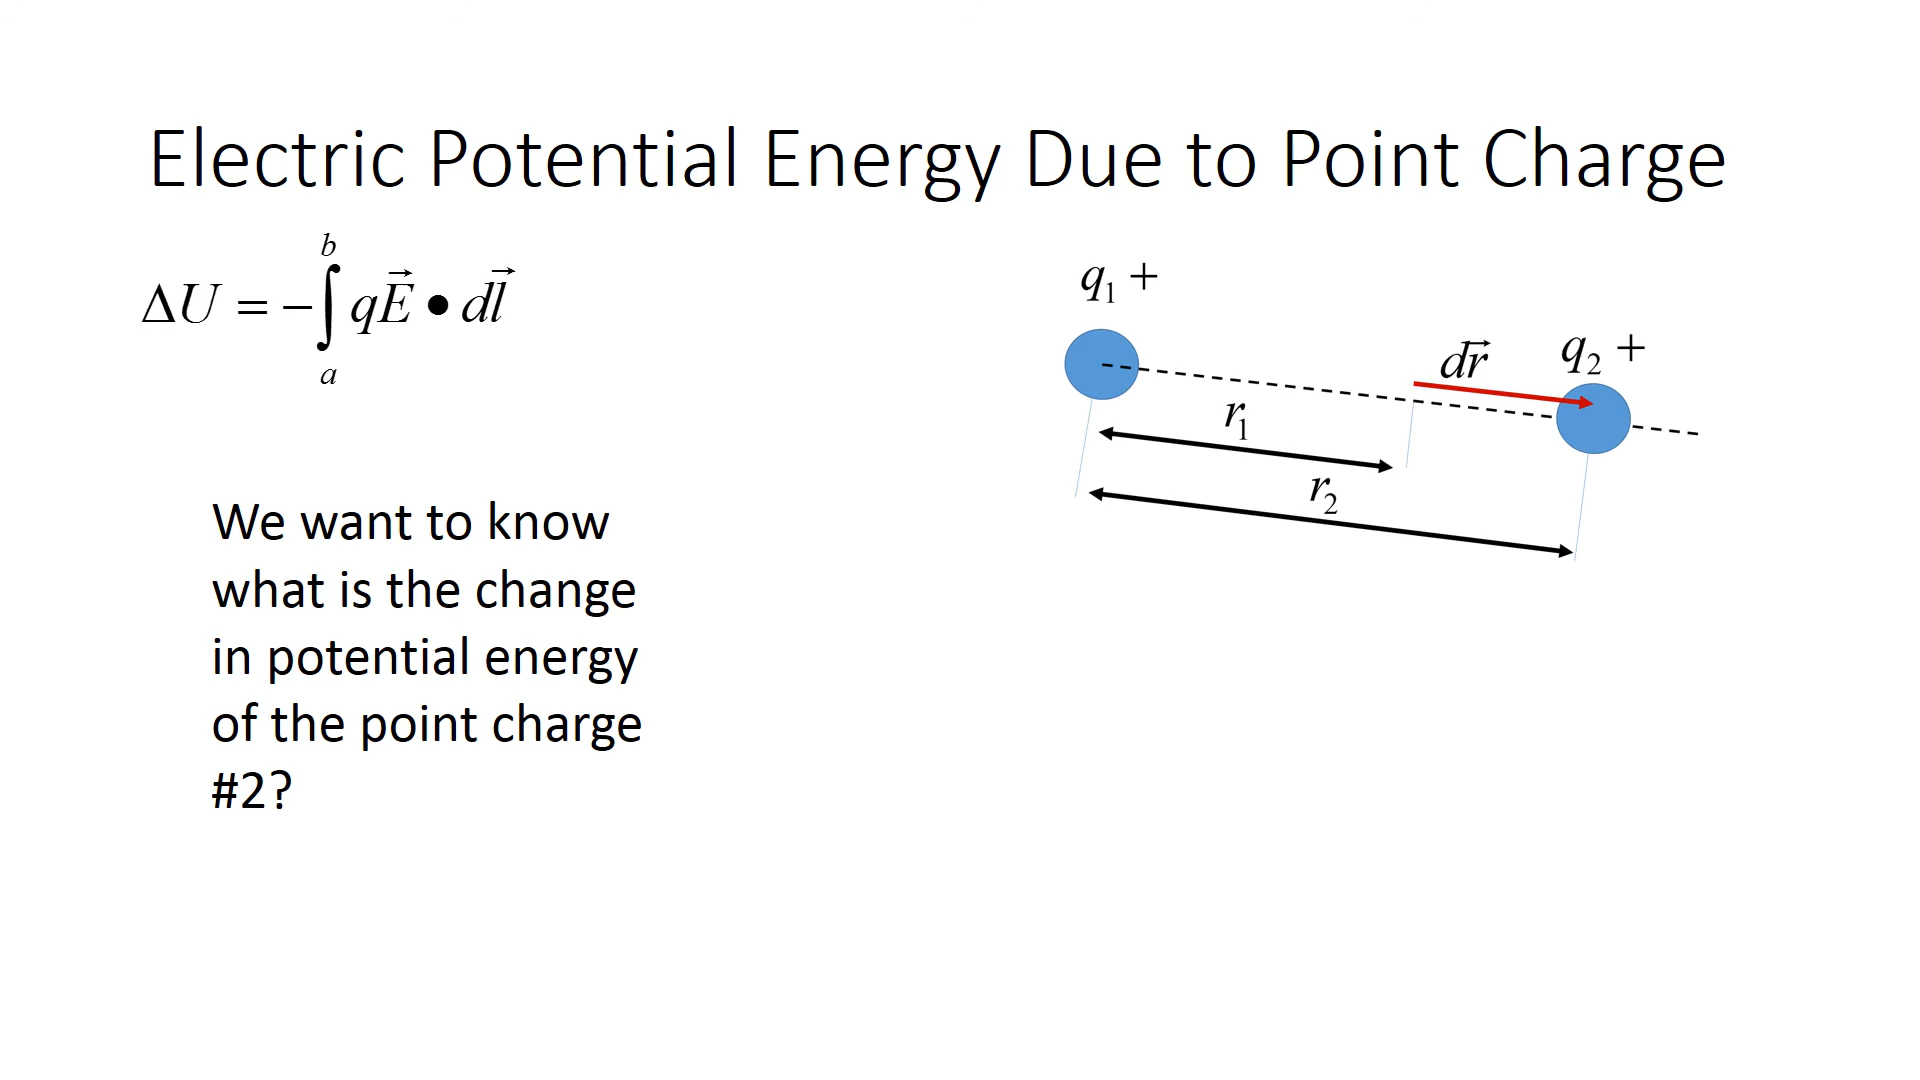 Electric Potential Energy Due to Point Charge
b
ΔU = −∫ qE⃗ • dl⃗
a
q₁ +
dr⃗ q₂ +
r₁
r₂
We want to know
what is the change
in potential energy
of the point charge
#2?